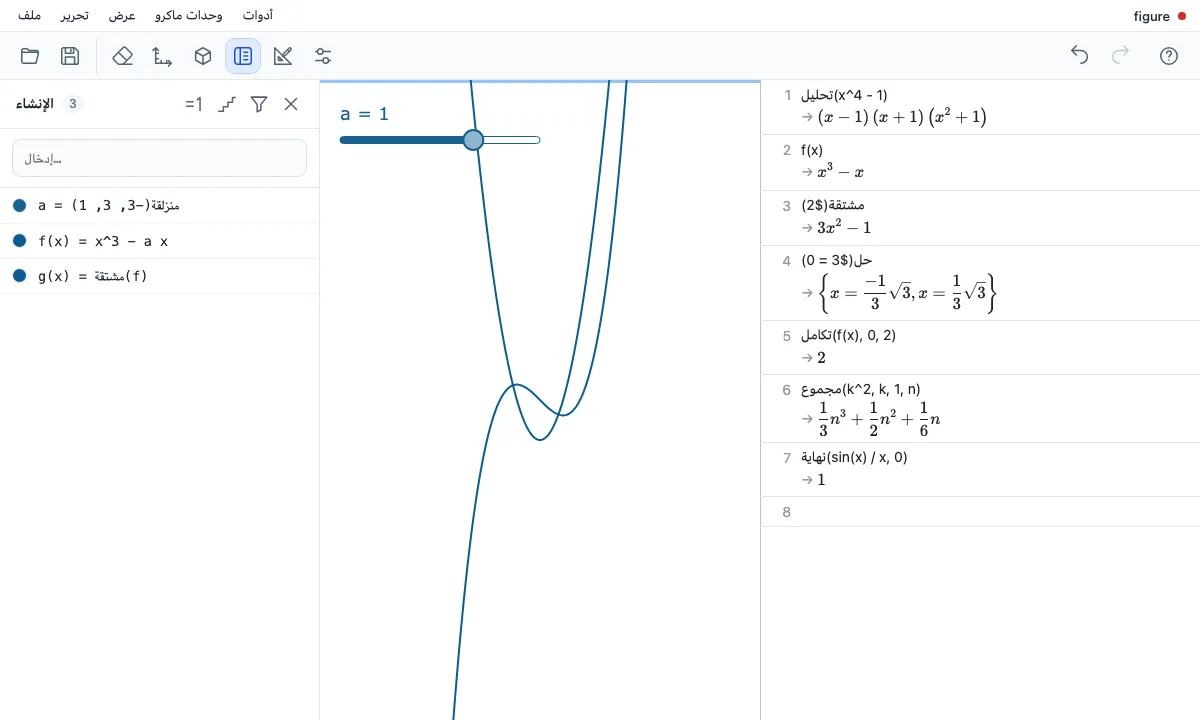 ملف تحرير عرض وحدات ماكرو أدوات
figure
الإنشاء 3
=1
إدخال...
a = منزلقة(-3, 3, 1)
f(x) = x^3 − a x
g(x) = مشتقة(f)
a = 1
1 تحليل(x^4 - 1)
→ (x − 1) (x + 1) (x² + 1)
2 f(x)
→ x³ − x
3 مشتقة($2)
→ 3x² − 1
4 حل($3 = 0)
→ {x = −1/3 √3, x = 1/3 √3}
5 تكامل(f(x), 0, 2)
→ 2
6 مجموع(k^2, k, 1, n)
→ 1/3 n³ + 1/2 n² + 1/6 n
7 نهاية(sin(x) / x, 0)
→ 1
8